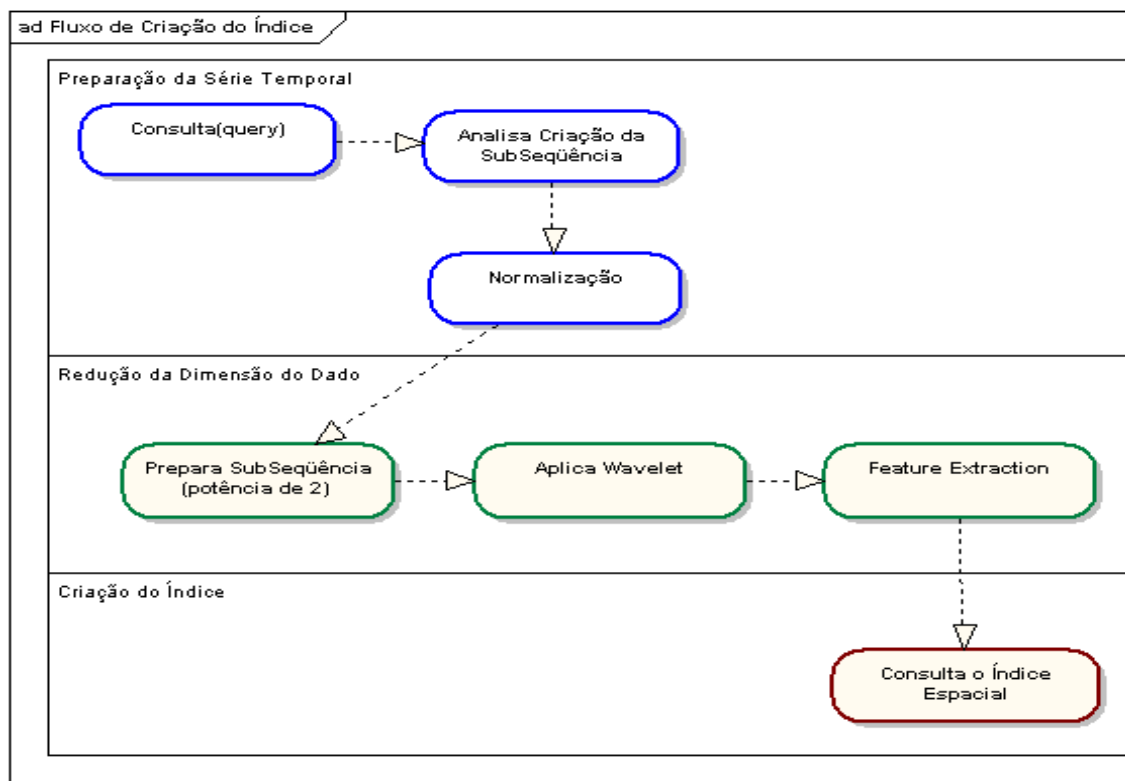 ad Fluxo de Criação do Índice
Preparação da Série Temporal
Consulta(query)
Analisa Criação da
SubSeqüência
Normalização
Redução da Dimensão do Dado
Prepara SubSeqüência
(potência de 2)
Aplica Wavelet
Feature Extraction
Criação do Índice
Consulta o Índice
Espacial